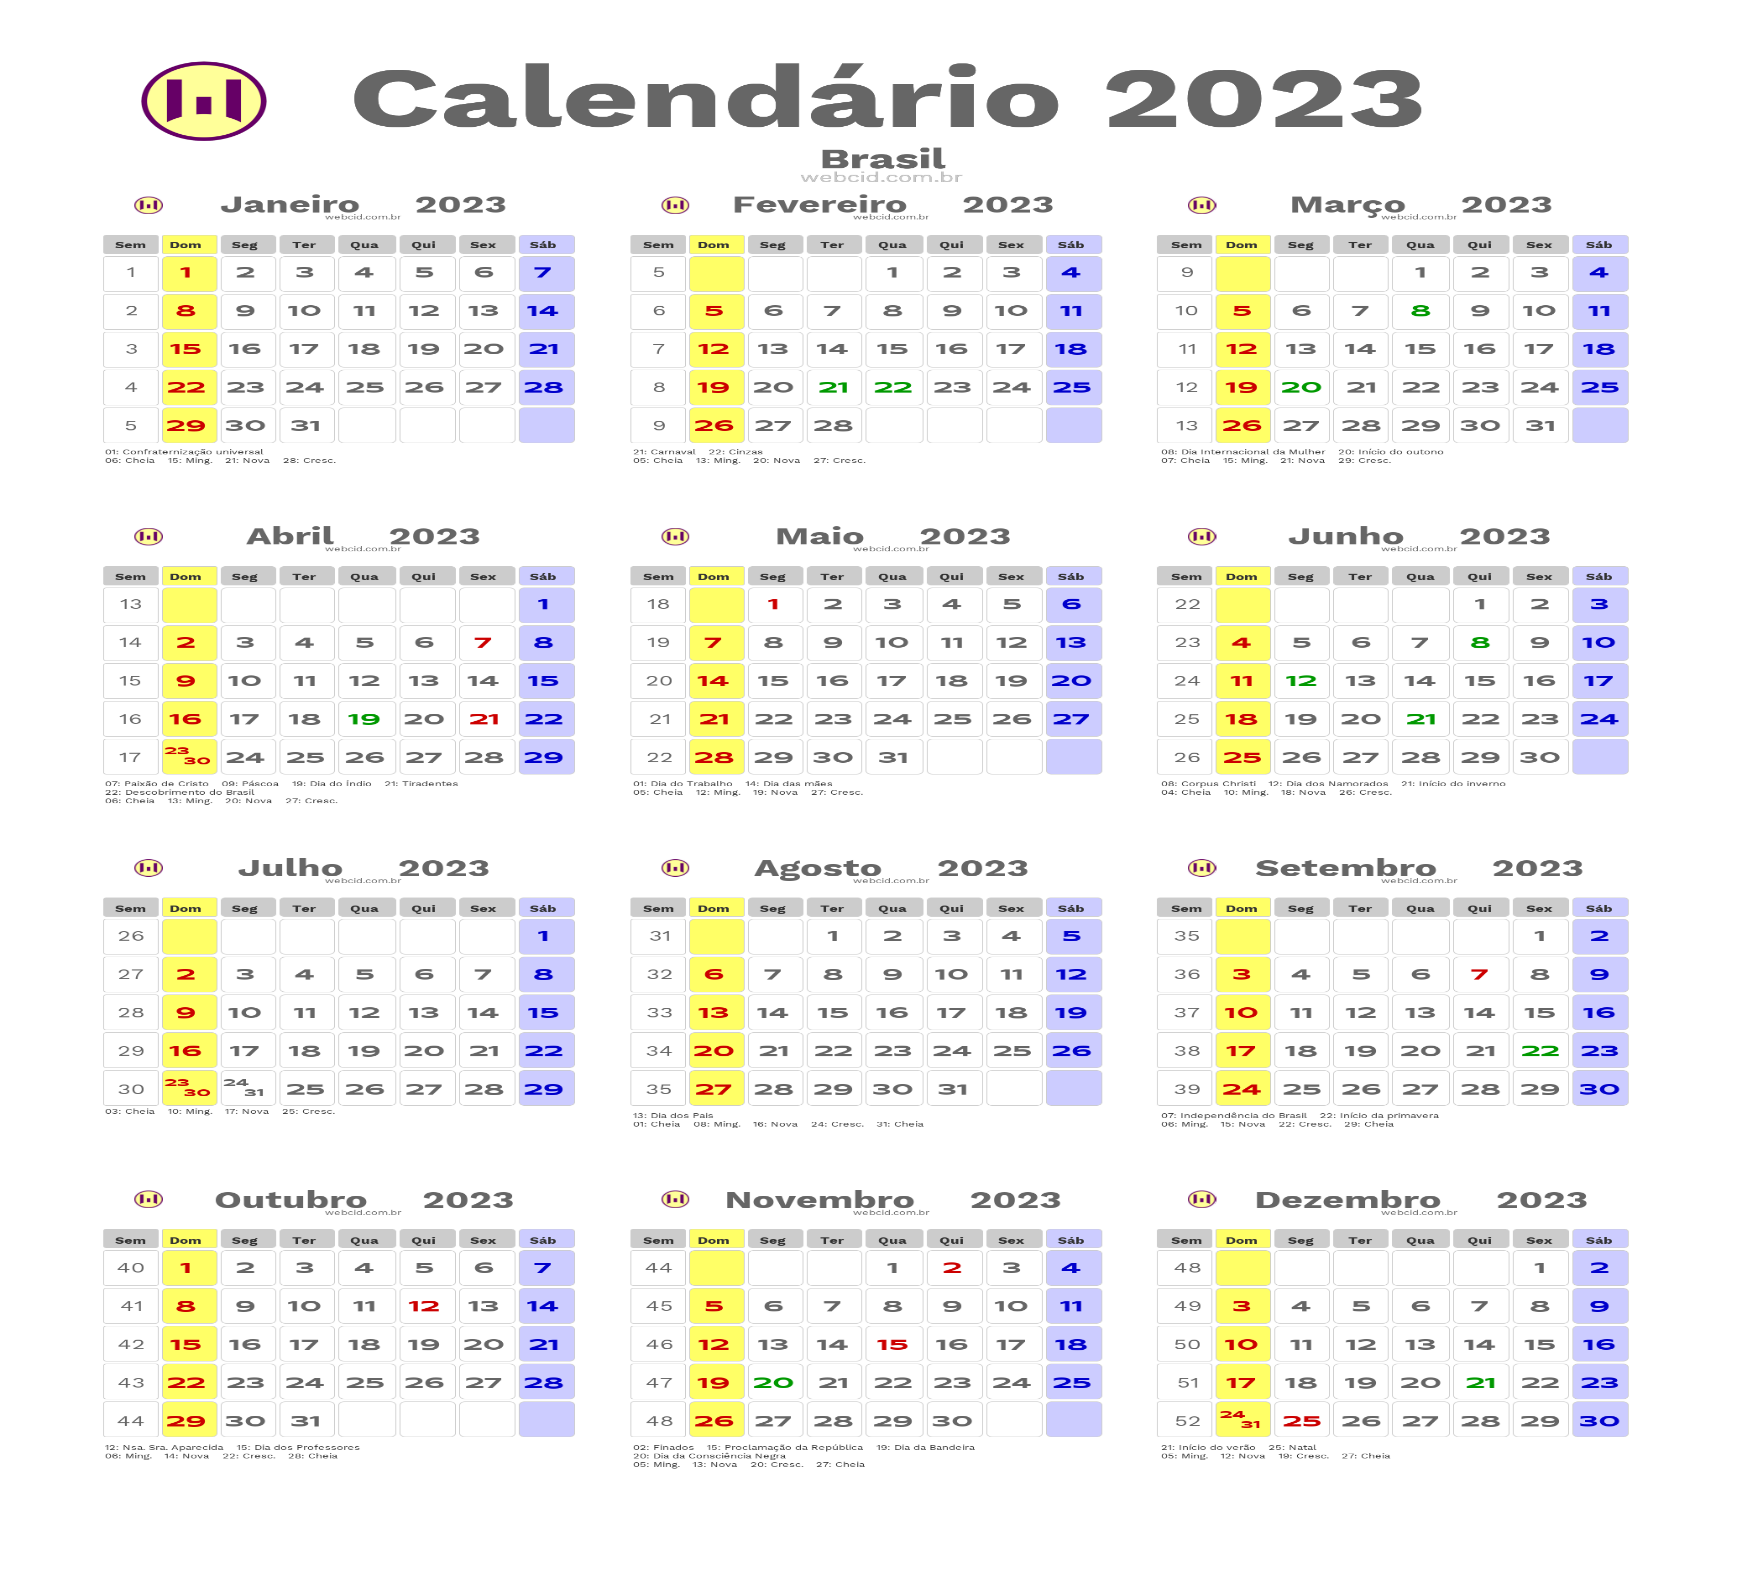 Calendário 2023
Brasil
webcid.com.br
Janeiro 2023
webcid.com.br
Sem Dom Seg Ter Qua Qui Sex Sáb
1 1 2 3 4 5 6 7
2 8 9 10 11 12 13 14
3 15 16 17 18 19 20 21
4 22 23 24 25 26 27 28
5 29 30 31
01: Confraternização universal
06: Cheia 15: Ming. 21: Nova 28: Cresc.
Fevereiro 2023
webcid.com.br
Sem Dom Seg Ter Qua Qui Sex Sáb
5 1 2 3 4
6 5 6 7 8 9 10 11
7 12 13 14 15 16 17 18
8 19 20 21 22 23 24 25
9 26 27 28
21: Carnaval 22: Cinzas
05: Cheia 13: Ming. 20: Nova 27: Cresc.
Março 2023
webcid.com.br
Sem Dom Seg Ter Qua Qui Sex Sáb
9 1 2 3 4
10 5 6 7 8 9 10 11
11 12 13 14 15 16 17 18
12 19 20 21 22 23 24 25
13 26 27 28 29 30 31
08: Dia Internacional da Mulher 20: Início do outono
07: Cheia 15: Ming. 21: Nova 29: Cresc.
Abril 2023
webcid.com.br
Sem Dom Seg Ter Qua Qui Sex Sáb
13 1
14 2 3 4 5 6 7 8
15 9 10 11 12 13 14 15
16 16 17 18 19 20 21 22
17 23 30 24 25 26 27 28 29
07: Paixão de Cristo 09: Páscoa 19: Dia do Índio 21: Tiradentes
22: Descobrimento do Brasil
06: Cheia 13: Ming. 20: Nova 27: Cresc.
Maio 2023
webcid.com.br
Sem Dom Seg Ter Qua Qui Sex Sáb
18 1 2 3 4 5 6
19 7 8 9 10 11 12 13
20 14 15 16 17 18 19 20
21 21 22 23 24 25 26 27
22 28 29 30 31
01: Dia do Trabalho 14: Dia das mães
05: Cheia 12: Ming. 19: Nova 27: Cresc.
Junho 2023
webcid.com.br
Sem Dom Seg Ter Qua Qui Sex Sáb
22 1 2 3
23 4 5 6 7 8 9 10
24 11 12 13 14 15 16 17
25 18 19 20 21 22 23 24
26 25 26 27 28 29 30
08: Corpus Christi 12: Dia dos Namorados 21: Início do inverno
04: Cheia 10: Ming. 18: Nova 26: Cresc.
Julho 2023
webcid.com.br
Sem Dom Seg Ter Qua Qui Sex Sáb
26 1
27 2 3 4 5 6 7 8
28 9 10 11 12 13 14 15
29 16 17 18 19 20 21 22
30 23 30 24 31 25 26 27 28 29
03: Cheia 10: Ming. 17: Nova 25: Cresc.
Agosto 2023
webcid.com.br
Sem Dom Seg Ter Qua Qui Sex Sáb
31 1 2 3 4 5
32 6 7 8 9 10 11 12
33 13 14 15 16 17 18 19
34 20 21 22 23 24 25 26
35 27 28 29 30 31
13: Dia dos Pais
01: Cheia 08: Ming. 16: Nova 24: Cresc. 31: Cheia
Setembro 2023
webcid.com.br
Sem Dom Seg Ter Qua Qui Sex Sáb
35 1 2
36 3 4 5 6 7 8 9
37 10 11 12 13 14 15 16
38 17 18 19 20 21 22 23
39 24 25 26 27 28 29 30
07: Independência do Brasil 22: Início da primavera
06: Ming. 15: Nova 22: Cresc. 29: Cheia
Outubro 2023
webcid.com.br
Sem Dom Seg Ter Qua Qui Sex Sáb
40 1 2 3 4 5 6 7
41 8 9 10 11 12 13 14
42 15 16 17 18 19 20 21
43 22 23 24 25 26 27 28
44 29 30 31
12: Nsa. Sra. Aparecida 15: Dia dos Professores
06: Ming. 14: Nova 22: Cresc. 28: Cheia
Novembro 2023
webcid.com.br
Sem Dom Seg Ter Qua Qui Sex Sáb
44 1 2 3 4
45 5 6 7 8 9 10 11
46 12 13 14 15 16 17 18
47 19 20 21 22 23 24 25
48 26 27 28 29 30
02: Finados 15: Proclamação da República 19: Dia da Bandeira
20: Dia da Consciência Negra
05: Ming. 13: Nova 20: Cresc. 27: Cheia
Dezembro 2023
webcid.com.br
Sem Dom Seg Ter Qua Qui Sex Sáb
48 1 2
49 3 4 5 6 7 8 9
50 10 11 12 13 14 15 16
51 17 18 19 20 21 22 23
52 24 31 25 26 27 28 29 30
21: Início do verão 25: Natal
05: Ming. 12: Nova 19: Cresc. 27: Cheia